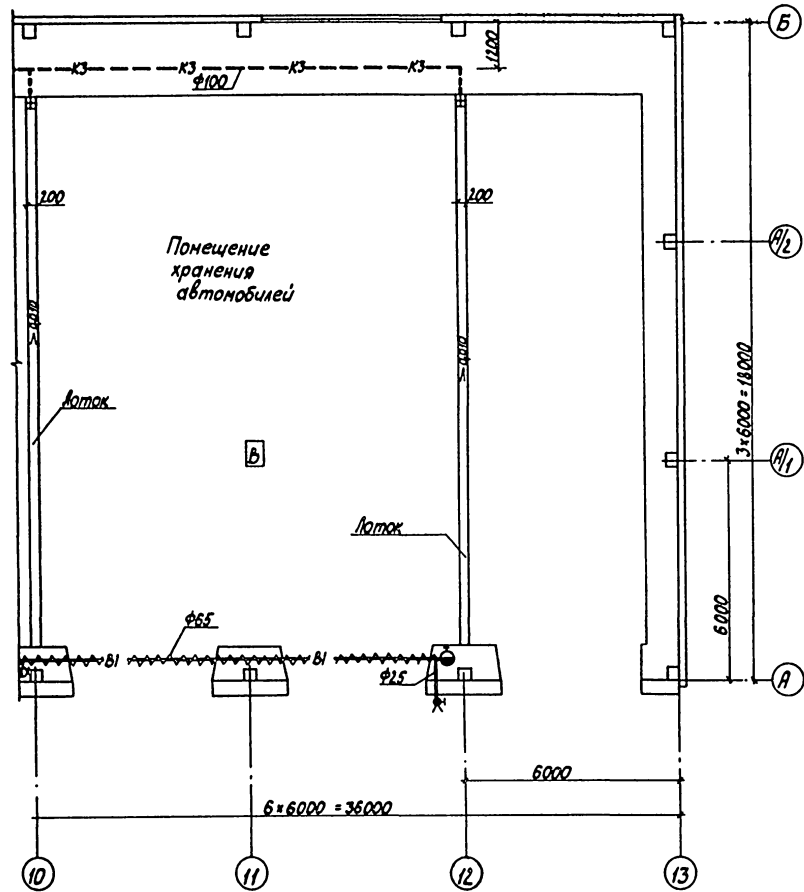 Б
1200
К3 К3 К3 К3
ф100
200
200
А/2
Помещение
хранения
автомобилей
0,010
0,010
3×6000=18000
Лоток
А/1
В
Лоток
6000
ф65
В1
В1
ф25
А
6000
6×6000=36000
10
11
12
13